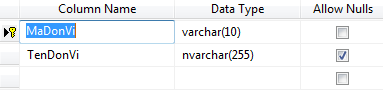 Column Name Data Type Allow Nulls
MaDonVi varchar(10)
TenDonVi nvarchar(255)